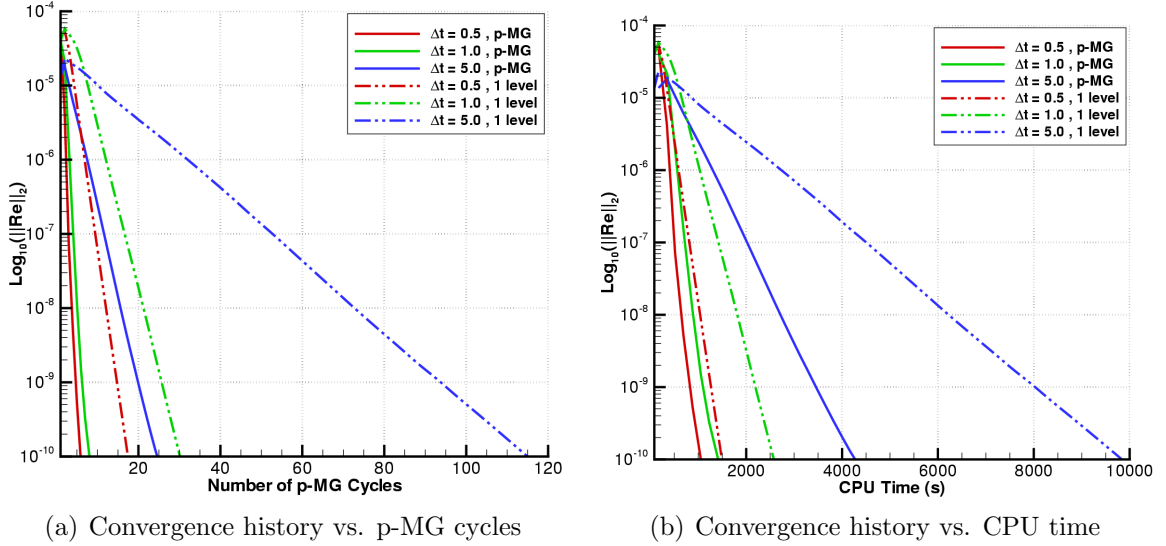 10^-4
10^-5
10^-6
10^-7
10^-8
10^-9
10^-10
Log10(||Re||2)
20 40 60 80 100 120
Number of p-MG Cycles
Δt = 0.5 , p-MG
Δt = 1.0 , p-MG
Δt = 5.0 , p-MG
Δt = 0.5 , 1 level
Δt = 1.0 , 1 level
Δt = 5.0 , 1 level
(a) Convergence history vs. p-MG cycles
10^-4
10^-5
10^-6
10^-7
10^-8
10^-9
10^-10
Log10(||Re||2)
2000 4000 6000 8000 10000
CPU Time (s)
Δt = 0.5 , p-MG
Δt = 1.0 , p-MG
Δt = 5.0 , p-MG
Δt = 0.5 , 1 level
Δt = 1.0 , 1 level
Δt = 5.0 , 1 level
(b) Convergence history vs. CPU time